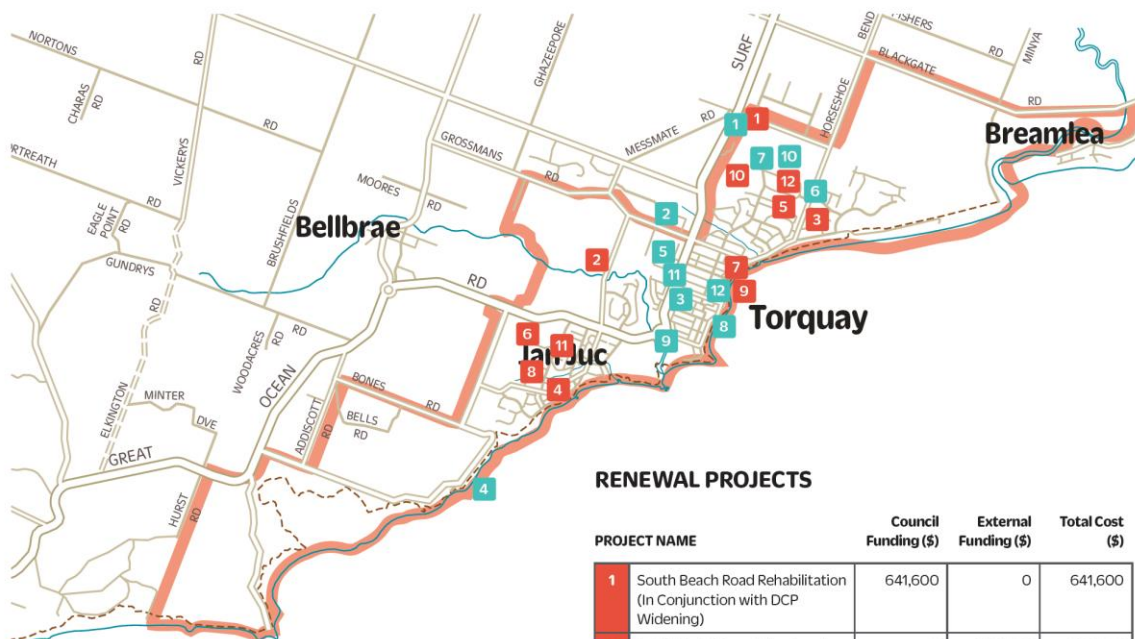 NORTONS
RD
CHARAS
RD
VICKERYS
RD
RD
EAGLE
POINT
RD
GUNDRYS
RD
BRUSHFIELDS
RD
MOORES
RD
Bellbrae
GROSSMANS
RD
GHAZEEPORE
RD
MESSMATE
RD
SURF
BEND
FISHERS
RD
MINYA
BLACKGATE
RD
HORSESHOE
Breamlea
1
1
7
10
10
12
6
5
3
2
2
5
11
7
12
9
3
8
9
Torquay
RD
6
11
Jan Juc
8
4
4
WOODACRES
RD
OCEAN
ELKINGTON
RD
MINTER
DVE
GREAT
HURST
RD
ADDISCOTT
RD
BONES
RD
BELLS
RD
RENEWAL PROJECTS
PROJECT NAME
Council
Funding ($)
External
Funding ($)
Total Cost
($)
1 South Beach Road Rehabilitation 641,600 0 641,600
(In Conjunction with DCP
Widening)